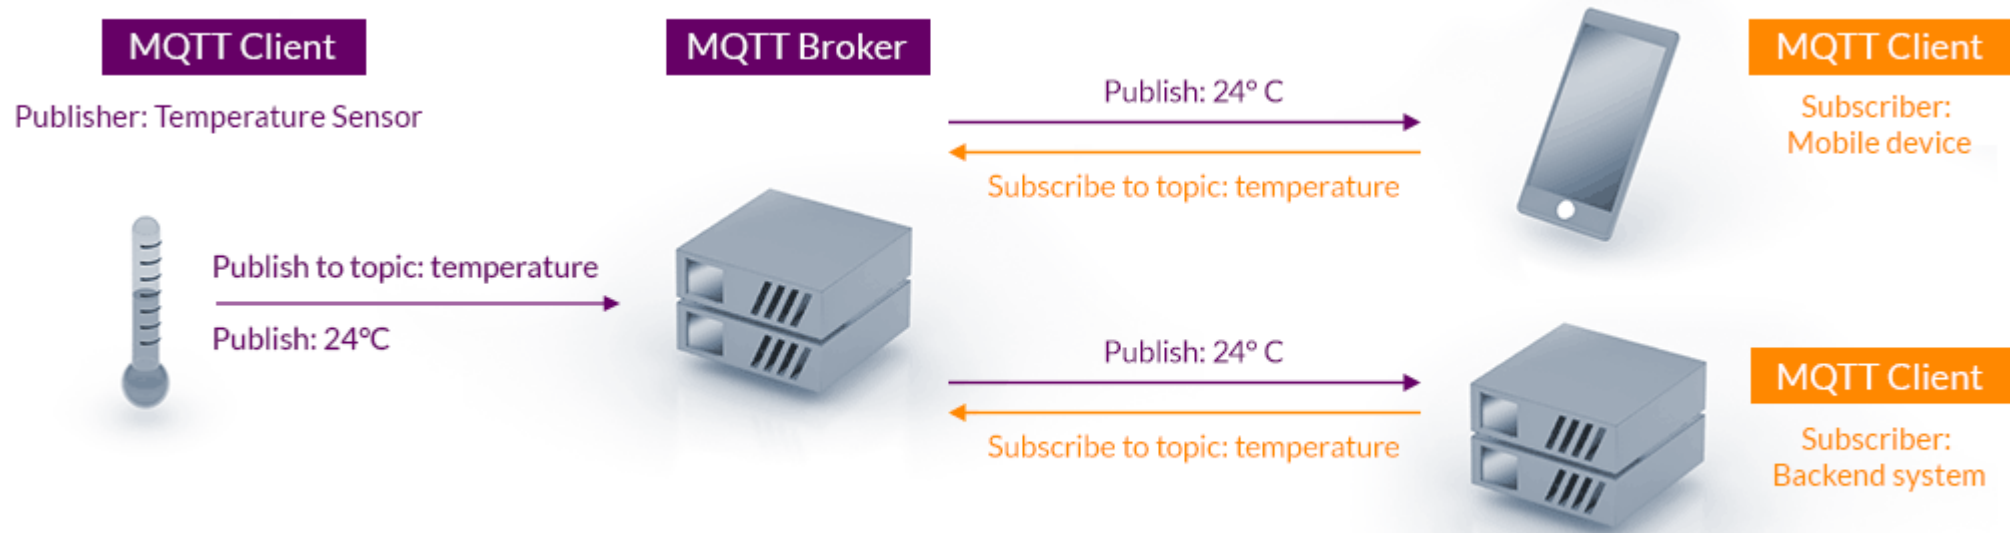 MQTT Client
Publisher: Temperature Sensor
Publish to topic: temperature
Publish: 24°C
MQTT Broker
Publish: 24° C
Subscribe to topic: temperature
MQTT Client
Subscriber:
Mobile device
Publish: 24° C
Subscribe to topic: temperature
MQTT Client
Subscriber:
Backend system